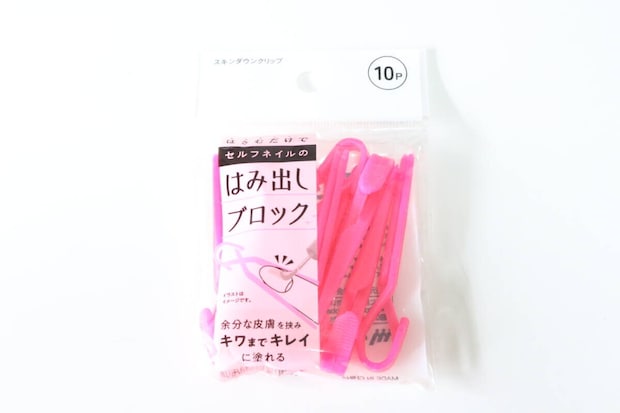 スキンダウンクリップ
10P
はさむだけで
セルフネイルの
はみ出し
ブロック
イラストは
イメージです。
余分な皮膚を挟み
キワまでキレイ
に塗れる